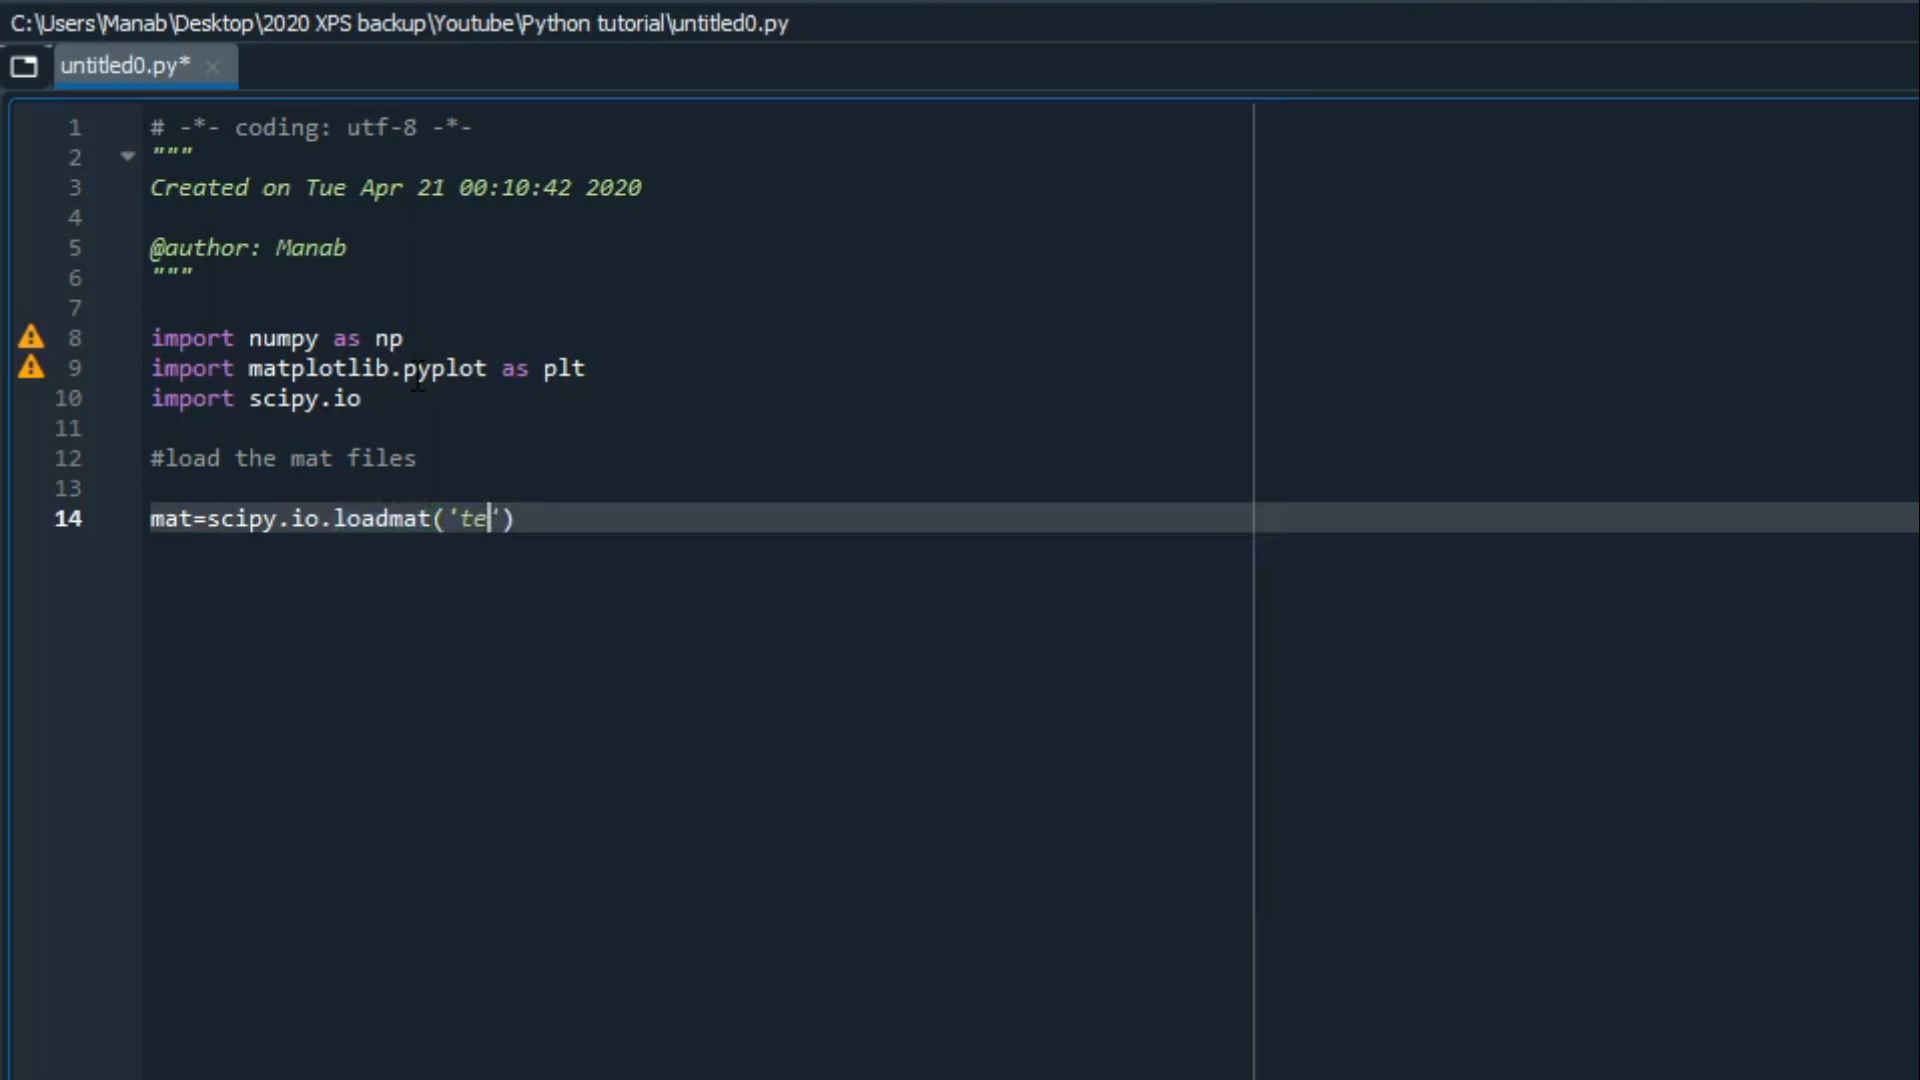 C:\Users\Manab\Desktop\2020 XPS backup\Youtube\Python tutorial\untitled0.py
untitled0.py*
1 # -*- coding: utf-8 -*-
2 """
3 Created on Tue Apr 21 00:10:42 2020
4
5 @author: Manab
6 """
7
8 import numpy as np
9 import matplotlib.pyplot as plt
10 import scipy.io
11
12 #load the mat files
13
14 mat=scipy.io.loadmat('te')